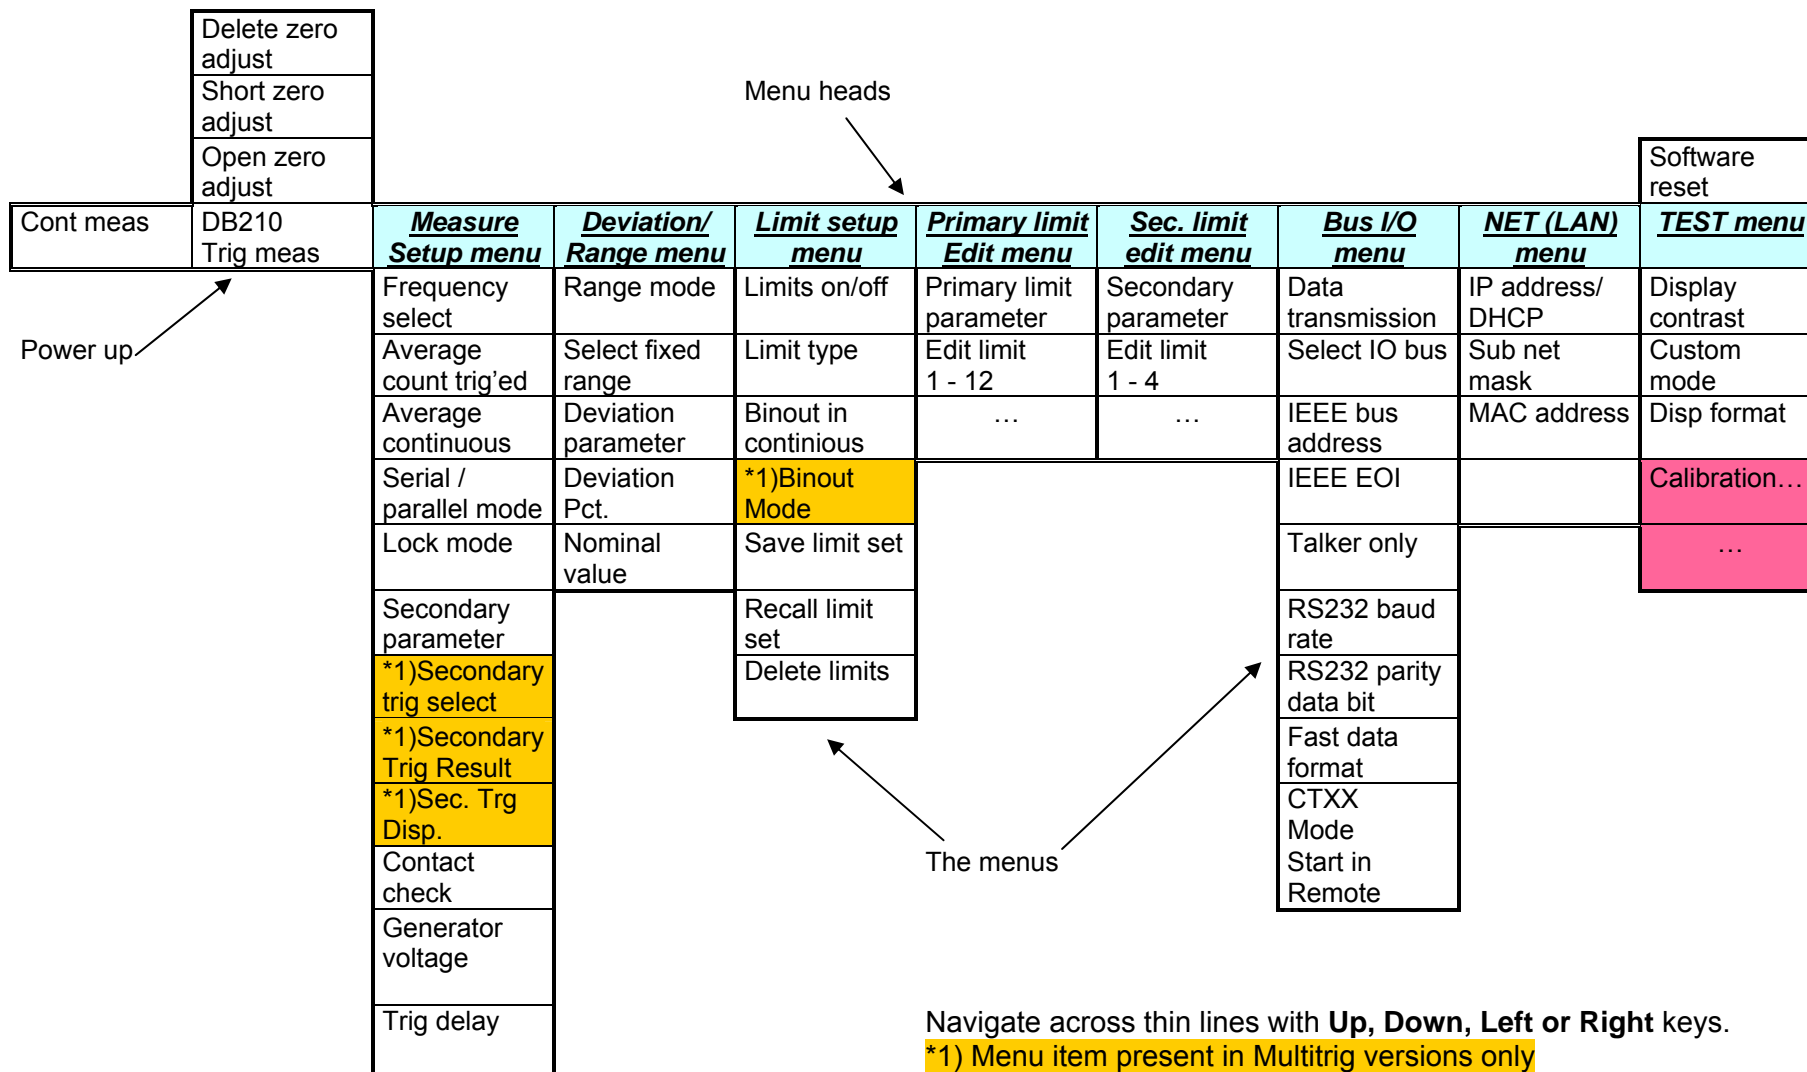 Delete zero
adjust
Short zero
adjust
Menu heads
Open zero
adjust
Software
reset
Cont meas
DB210
Trig meas
Measure
Setup menu
Deviation/
Range menu
Limit setup
menu
Primary limit
Edit menu
Sec. limit
edit menu
Bus I/O
menu
NET (LAN)
menu
TEST menu
Power up
Frequency
select
Range mode
Limits on/off
Primary limit
parameter
Secondary
parameter
Data
transmission
IP address/
DHCP
Display
contrast
Average
count trig'ed
Select fixed
range
Limit type
Edit limit
1 - 12
Edit limit
1 - 4
Select IO bus
Sub net
mask
Custom
mode
Average
continuous
Deviation
parameter
Binout in
continious
…
…
IEEE bus
address
MAC address
Disp format
Serial /
parallel mode
Deviation
Pct.
*1)Binout
Mode
IEEE EOI
Calibration…
Lock mode
Nominal
value
Save limit set
Talker only
…
Secondary
parameter
Recall limit
set
RS232 baud
rate
*1)Secondary
trig select
Delete limits
RS232 parity
data bit
*1)Secondary
Trig Result
Fast data
format
*1)Sec. Trg
Disp.
CTXX
Mode
Contact
check
The menus
Start in
Remote
Generator
voltage
Trig delay
Navigate across thin lines with Up, Down, Left or Right keys.
*1) Menu item present in Multitrig versions only